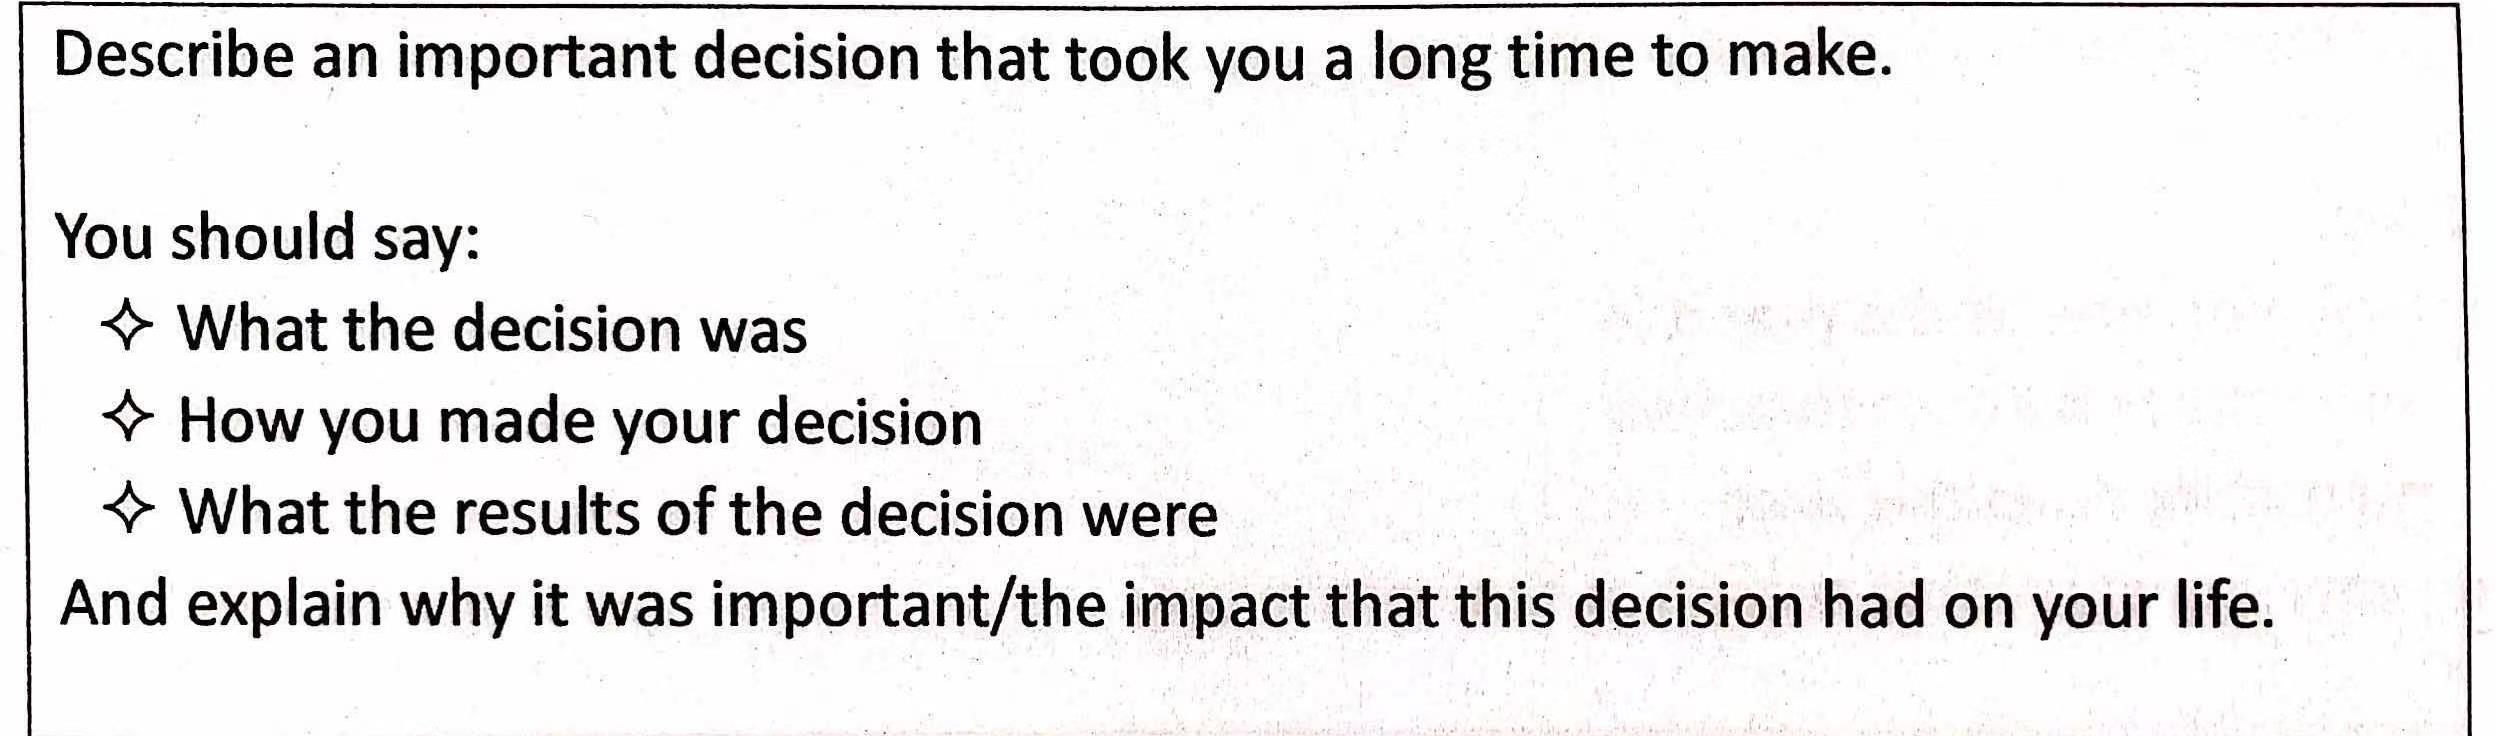 Describe an important decision that took you a long time to make.
You should say:
✧ What the decision was
✧ How you made your decision
✧ What the results of the decision were
And explain why it was important/the impact that this decision had on your life.